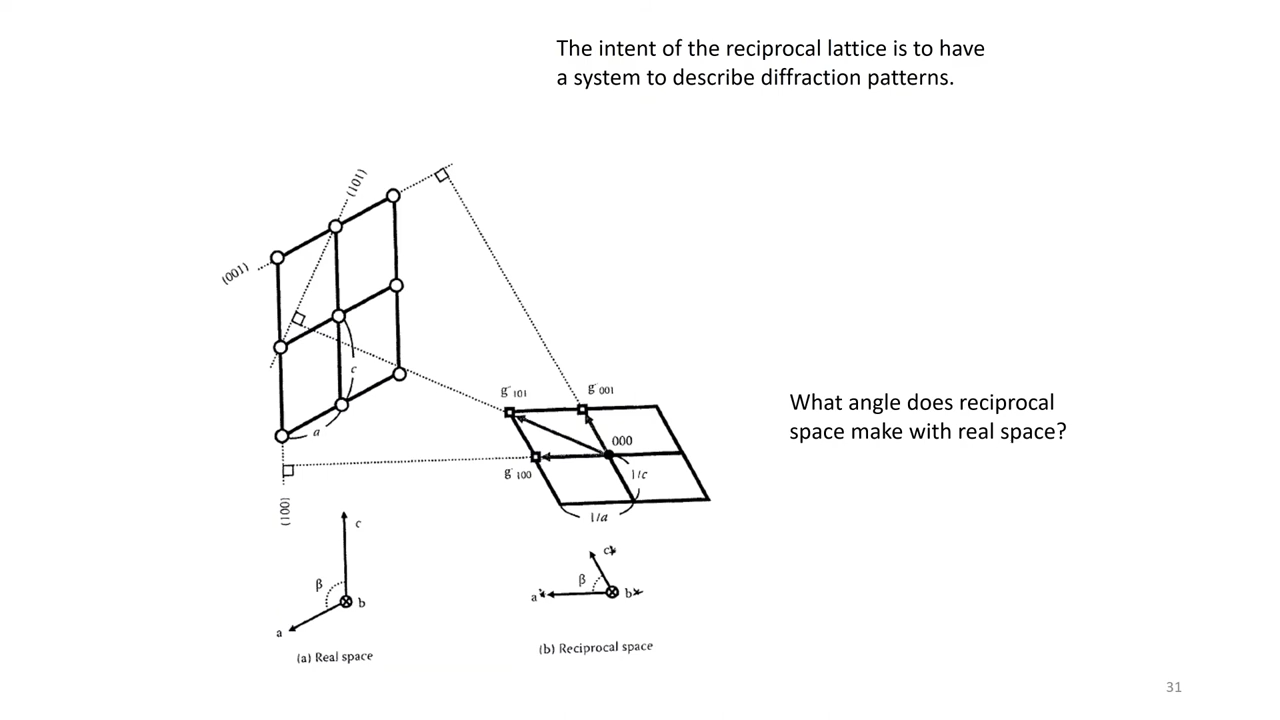 The intent of the reciprocal lattice is to have
a system to describe diffraction patterns.
(101)
(001)
c
a
g 101
g 001
000
What angle does reciprocal
space make with real space?
g 100
1/c
1/a
(001)
c
β
b
a
c*
β
a*
b*
(a) Real space
(b) Reciprocal space
31